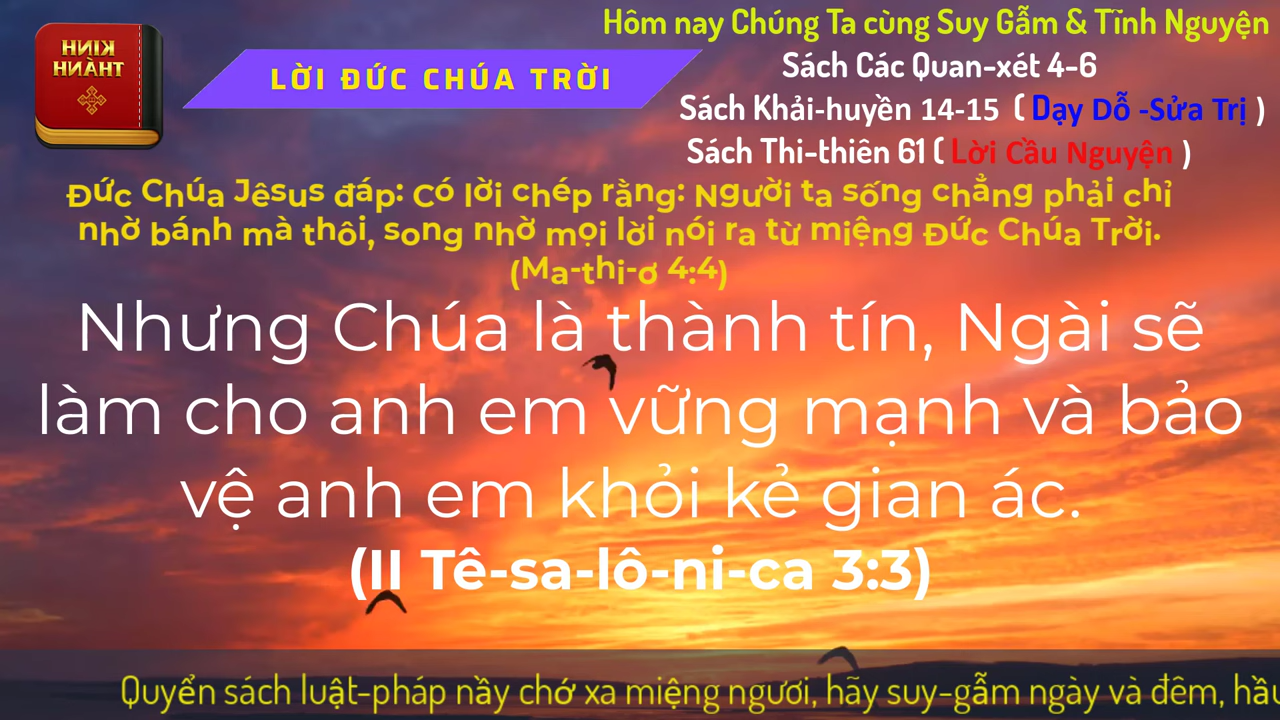 Hôm nay Chúng Ta cùng Suy Gẫm & Tĩnh Nguyện
KINH
THÁNH
LỜI ĐỨC CHÚA TRỜI
Sách Các Quan-xét 4-6
Sách Khải-huyền 14-15 ( Dạy Dỗ -Sửa Trị )
Sách Thi-thiên 61 ( Lời Cầu Nguyện )
Đức Chúa Jêsus đáp: Có lời chép rằng: Người ta sống chẳng phải chỉ
nhờ bánh mà thôi, song nhờ mọi lời nói ra từ miệng Đức Chúa Trời.
(Ma-thi-ơ 4:4)
Nhưng Chúa là thành tín, Ngài sẽ
làm cho anh em vững mạnh và bảo
vệ anh em khỏi kẻ gian ác.
(II Tê-sa-lô-ni-ca 3:3)
Quyển sách luật-pháp nầy chớ xa miệng ngươi, hãy suy-gẫm ngày và đêm, hầu